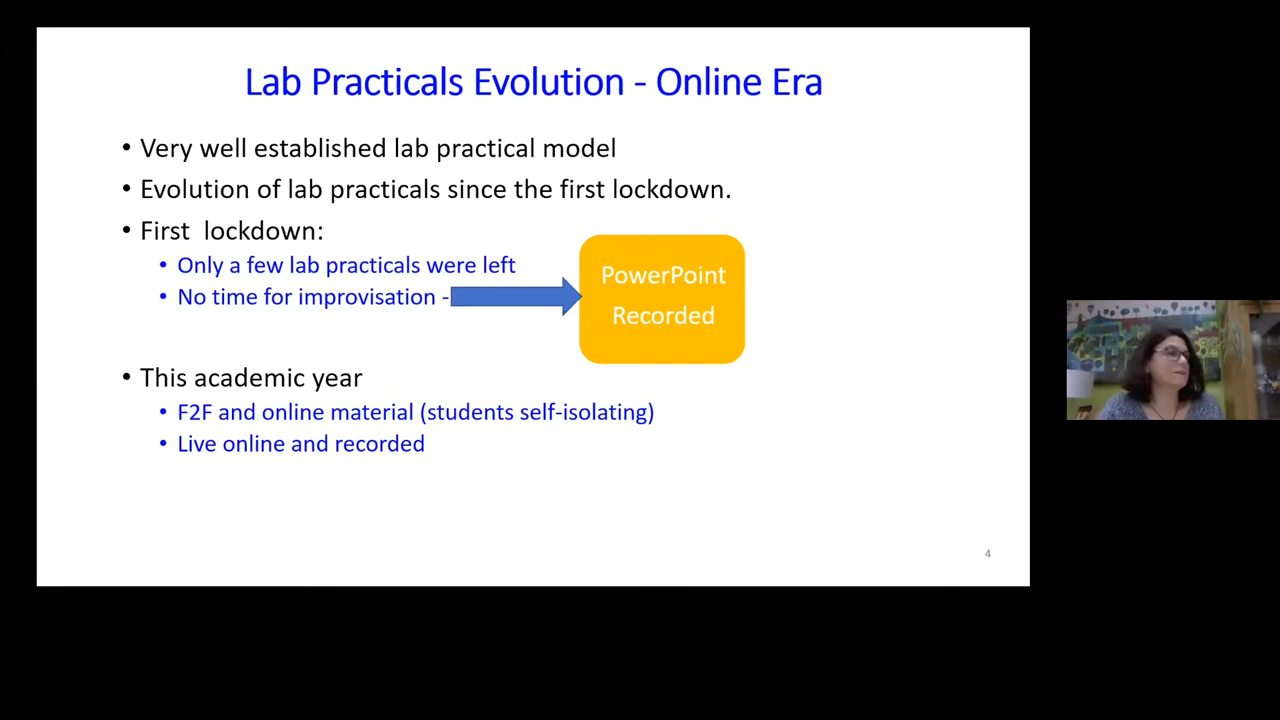 Lab Practicals Evolution - Online Era
• Very well established lab practical model
• Evolution of lab practicals since the first lockdown.
• First lockdown:
• Only a few lab practicals were left
• No time for improvisation -
PowerPoint
Recorded
• This academic year
• F2F and online material (students self-isolating)
• Live online and recorded
4